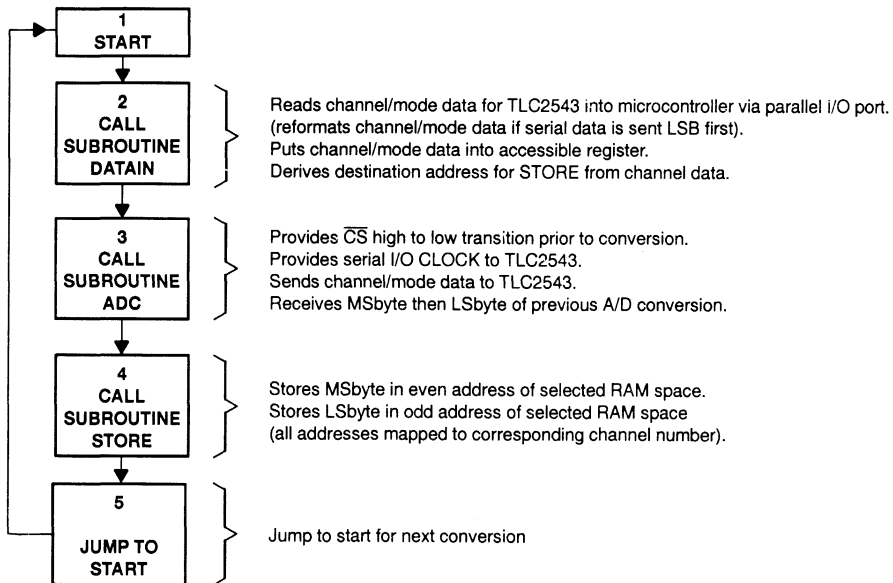 1
START
2
CALL
SUBROUTINE
DATAIN
Reads channel/mode data for TLC2543 into microcontroller via parallel i/O port.
(reformats channel/mode data if serial data is sent LSB first).
Puts channel/mode data into accessible register.
Derives destination address for STORE from channel data.
3
CALL
SUBROUTINE
ADC
Provides C̅S̅ high to low transition prior to conversion.
Provides serial I/O CLOCK to TLC2543.
Sends channel/mode data to TLC2543.
Receives MSbyte then LSbyte of previous A/D conversion.
4
CALL
SUBROUTINE
STORE
Stores MSbyte in even address of selected RAM space.
Stores LSbyte in odd address of selected RAM space
(all addresses mapped to corresponding channel number).
5
JUMP TO
START
Jump to start for next conversion